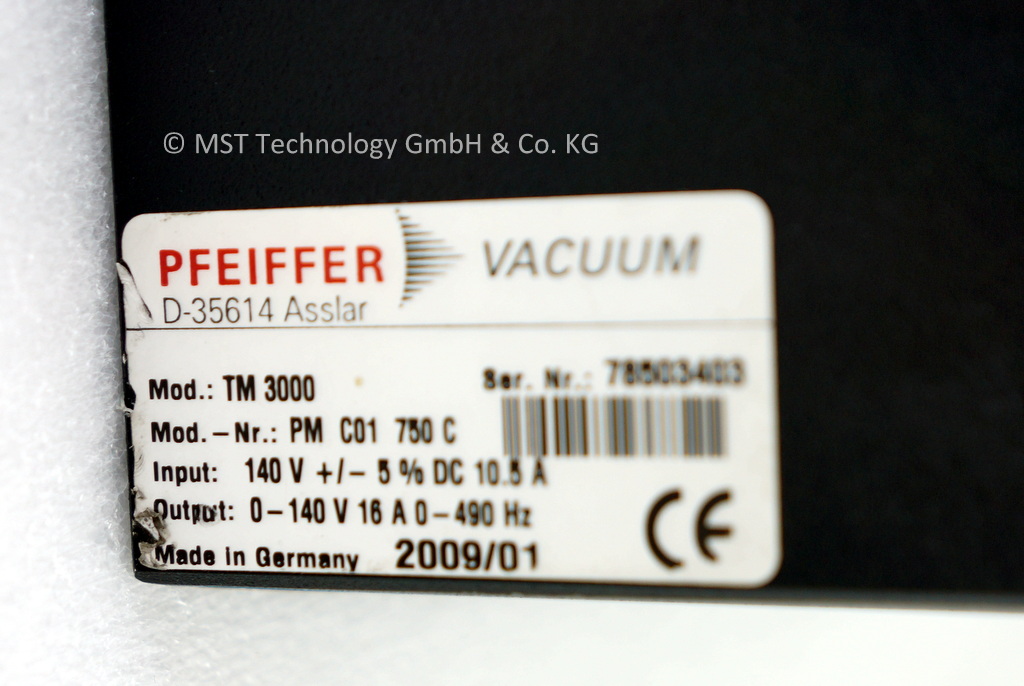 © MST Technology GmbH & Co. KG
PFEIFFER VACUUM
D-35614 Asslar
Mod.: TM 3000
Ser. Nr.: 78503403
Mod.-Nr.: PM C01 750 C
Input: 140 V +/- 5 % DC 10.5 A
Output: 0-140 V 16 A 0-490 Hz
CE
Made in Germany 2009/01